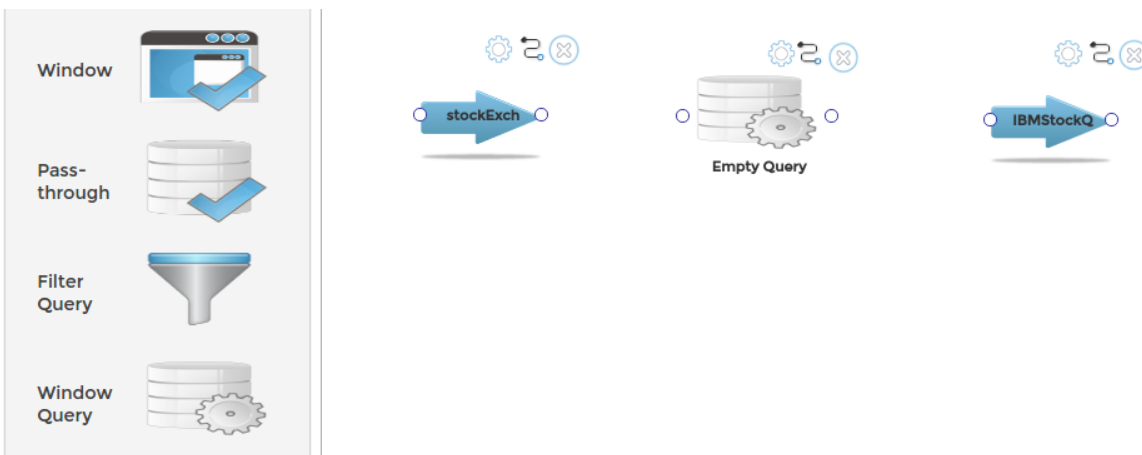 Window
Pass-
through
Filter
Query
Window
Query
stockExch
Empty Query
IBMStockQ